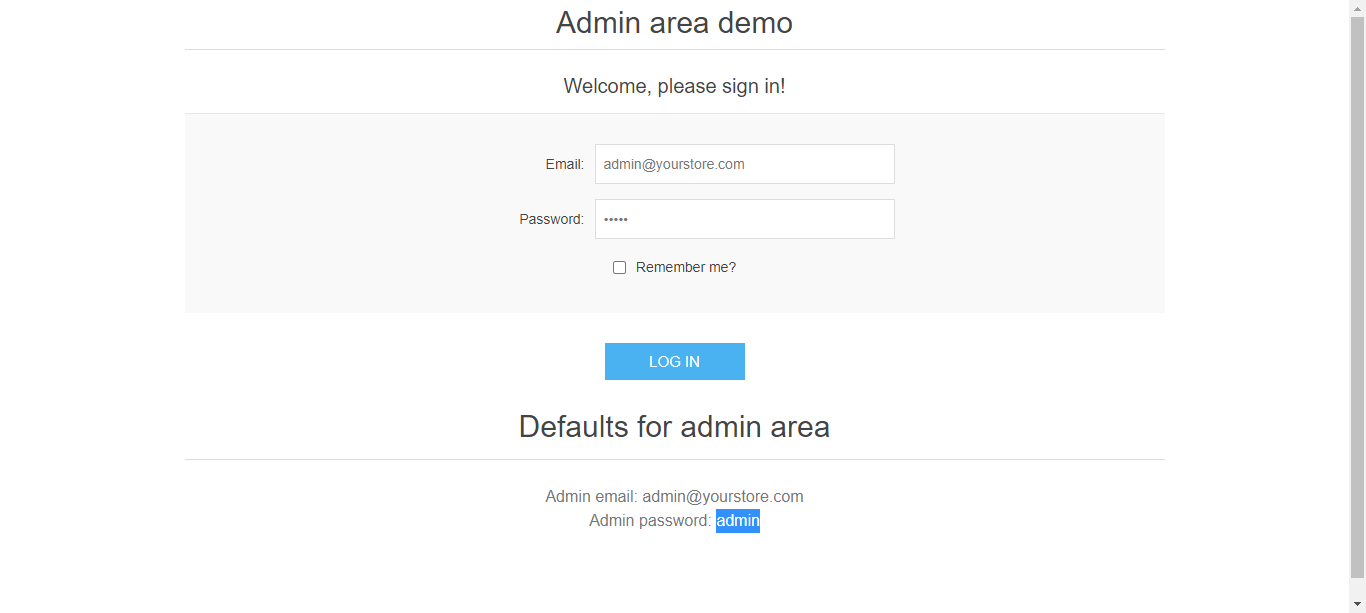 Admin area demo
Welcome, please sign in!
Email: admin@yourstore.com
Password: •••••
Remember me?
LOG IN
Defaults for admin area
Admin email: admin@yourstore.com
Admin password: admin